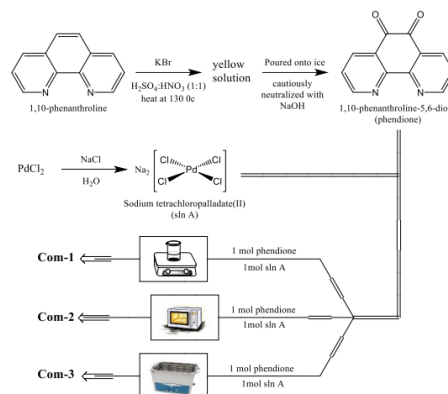 KBr
H₂SO₄:HNO₃ (1:1)
heat at 130 0c
yellow
solution
Poured onto ice
cautiously
neutralized with
NaOH
O O
N N
1,10-phenanthroline
N N
1,10-phenanthroline-5,6-dio
(phendione)
PdCl₂
NaCl
H₂O
Na₂
Cl Cl
Pd
Cl Cl
Sodium tetrachloropalladate(II)
(sln A)
Com-1
1 mol phendione
1mol sln A
Com-2
1 mol phendione
1mol sln A
Com-3
1 mol phendione
1mol sln A